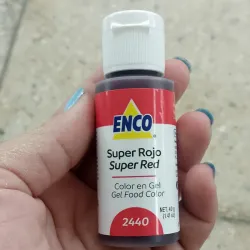 ENCO
Super Rojo
Super Red
Color en Gel
Gel Food Color
2440